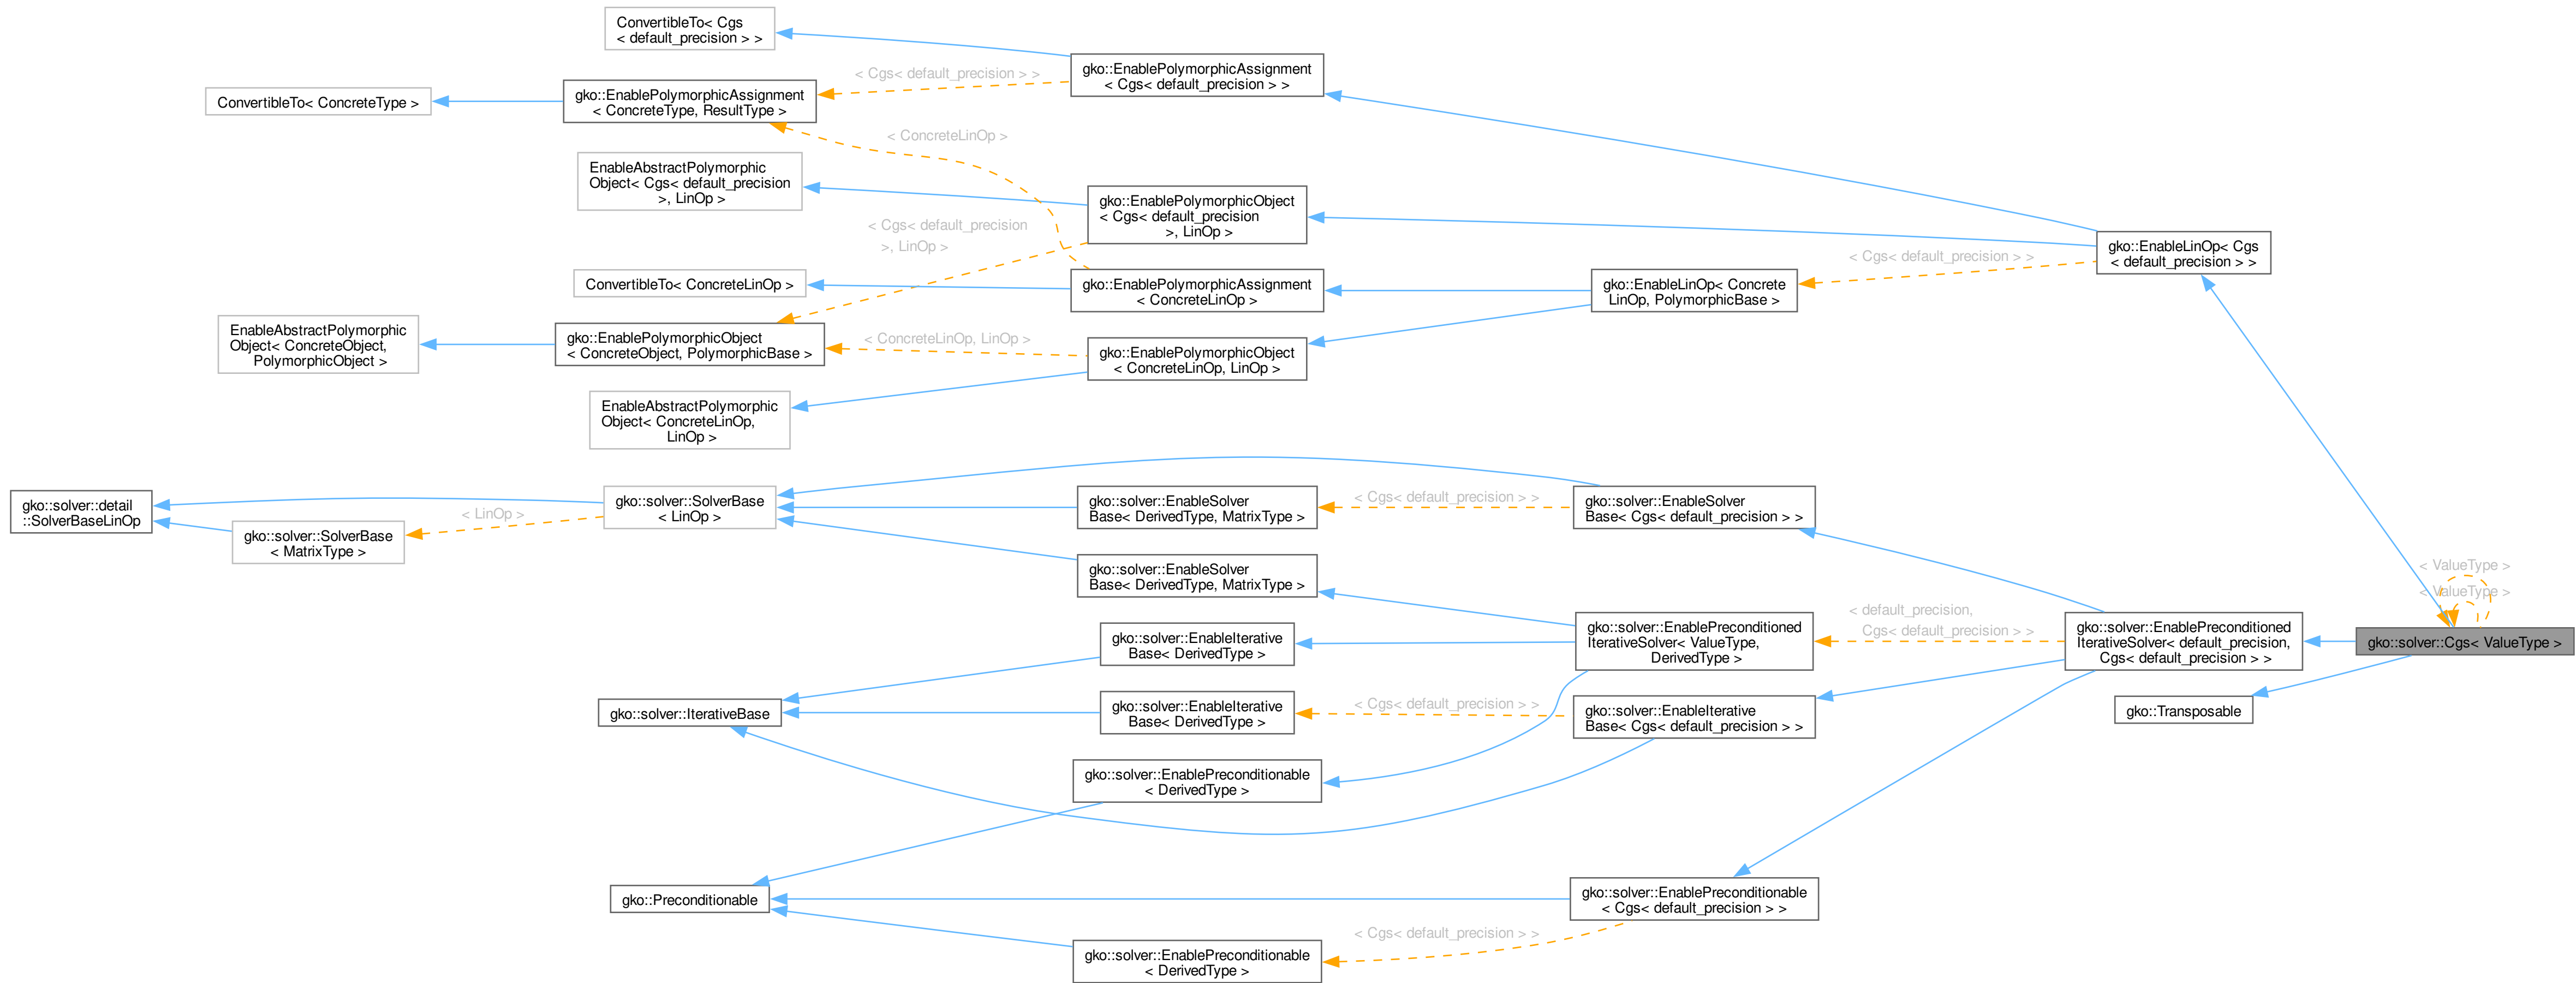 ConvertibleTo< Cgs
< default_precision > >
gko::EnablePolymorphicAssignment
< Cgs< default_precision > >
< Cgs< default_precision > >
ConvertibleTo< ConcreteType >
gko::EnablePolymorphicAssignment
< ConcreteType, ResultType >
< ConcreteLinOp >
EnableAbstractPolymorphic
Object< Cgs< default_precision
>, LinOp >
gko::EnablePolymorphicObject
< Cgs< default_precision
>, LinOp >
< Cgs< default_precision
>, LinOp >
gko::EnableLinOp< Cgs
< default_precision > >
< Cgs< default_precision > >
ConvertibleTo< ConcreteLinOp >
gko::EnablePolymorphicAssignment
< ConcreteLinOp >
gko::EnableLinOp< Concrete
LinOp, PolymorphicBase >
EnableAbstractPolymorphic
Object< ConcreteObject,
PolymorphicObject >
gko::EnablePolymorphicObject
< ConcreteObject, PolymorphicBase >
< ConcreteLinOp, LinOp >
gko::EnablePolymorphicObject
< ConcreteLinOp, LinOp >
EnableAbstractPolymorphic
Object< ConcreteLinOp,
LinOp >
gko::solver::detail
::SolverBaseLinOp
gko::solver::SolverBase
< MatrixType >
< LinOp >
gko::solver::SolverBase
< LinOp >
gko::solver::EnableSolver
Base< DerivedType, MatrixType >
< Cgs< default_precision > >
gko::solver::EnableSolver
Base< Cgs< default_precision > >
gko::solver::EnableSolver
Base< DerivedType, MatrixType >
< ValueType >
< ValueType >
gko::solver::EnableIterative
Base< DerivedType >
gko::solver::EnablePreconditioned
IterativeSolver< ValueType,
DerivedType >
< default_precision,
Cgs< default_precision > >
gko::solver::EnablePreconditioned
IterativeSolver< default_precision,
Cgs< default_precision > >
gko::solver::Cgs< ValueType >
gko::solver::IterativeBase
gko::solver::EnableIterative
Base< DerivedType >
< Cgs< default_precision > >
gko::solver::EnableIterative
Base< Cgs< default_precision > >
gko::Transposable
gko::solver::EnablePreconditionable
< DerivedType >
gko::Preconditionable
gko::solver::EnablePreconditionable
< Cgs< default_precision > >
gko::solver::EnablePreconditionable
< DerivedType >
< Cgs< default_precision > >